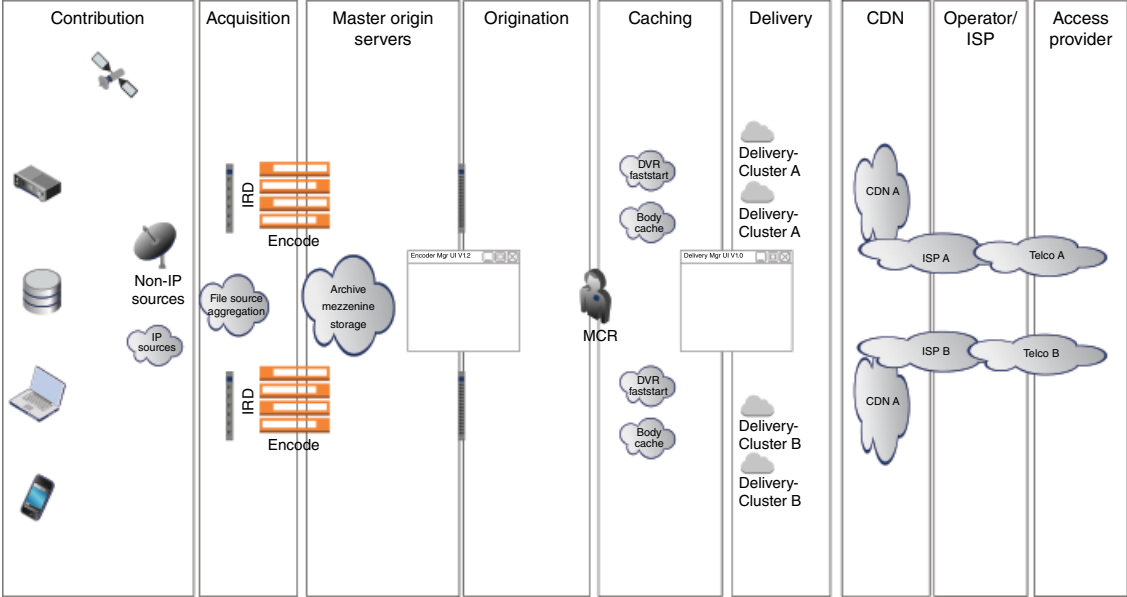 Contribution
Acquisition
Master origin
servers
Origination
Caching
Delivery
CDN
Operator/
ISP
Access
provider
IRD
Encode
Non-IP
sources
IP
sources
File source
aggregation
Archive
mezzenine
storage
Encoder Mgr UI V1.2
IRD
Encode
MCR
DVR
faststart
Body
cache
Delivery Mgr UI V1.0
DVR
faststart
Body
cache
Delivery-
Cluster A
Delivery-
Cluster A
Delivery-
Cluster B
Delivery-
Cluster B
CDN A
ISP A
Telco A
ISP B
Telco B
CDN A